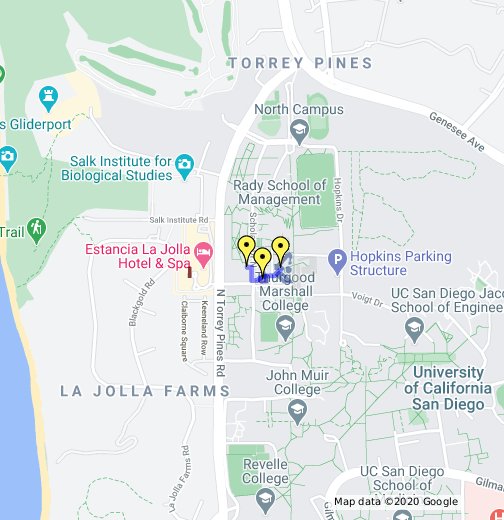 TORREY PINES
North Campus
Genesee Ave
s Gliderport
Salk Institute for
Biological Studies
Rady School of
Management
Hopkins Dr
Salk Institute Rd
Trail
Estancia La Jolla
Hotel & Spa
Hopkins Parking
Structure
Thurgood
Marshall
College
Voigt Dr
UC San Diego Jaco
School of Enginee
Blackgold Rd
Claiborne Square
Keeneland Row
N Torrey Pines Rd
LA JOLLA FARMS
John Muir
College
University
of California
San Diego
La Jolla Farms Rd
Revelle
College
UC San Diego
School of
Gilma
Map data ©2020 Google